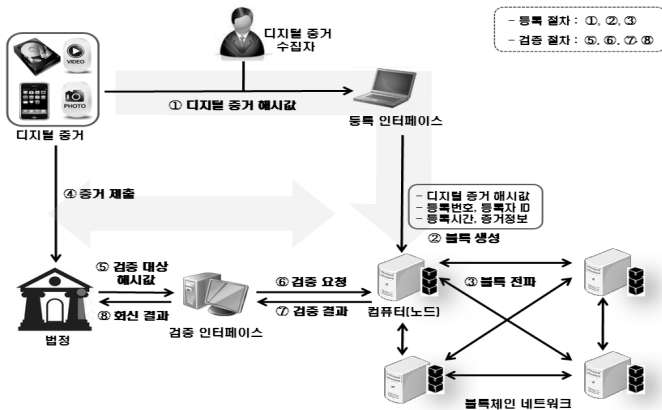 디지털 증거
수집자
- 등록 절차 : ①, ②, ③
- 검증 절차 : ⑤, ⑥, ⑦, ⑧
VIDEO
PHOTO
① 디지털 증거 해시값
디지털 증거
등록 인터페이스
④ 증거 제출
- 디지털 증거 해시값
- 등록번호, 등록자 ID
- 등록시간, 증거정보
② 블록 생성
⑤ 검증 대상
해시값
⑥ 검증 요청
③ 블록 전파
⑦ 검증 결과
컴퓨터(노드)
⑧ 회신 결과
법정
검증 인터페이스
블록체인 네트워크